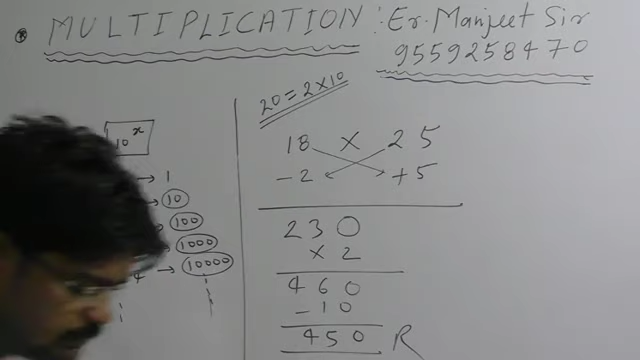 MULTIPLICATION : Er. Manjeet Sir
9559258470
10^x
→ 1
10
100
1000
4 → 10000
20 = 2 x 10
18 x 25
-2 +5
230
x 2
460
-10
450 R